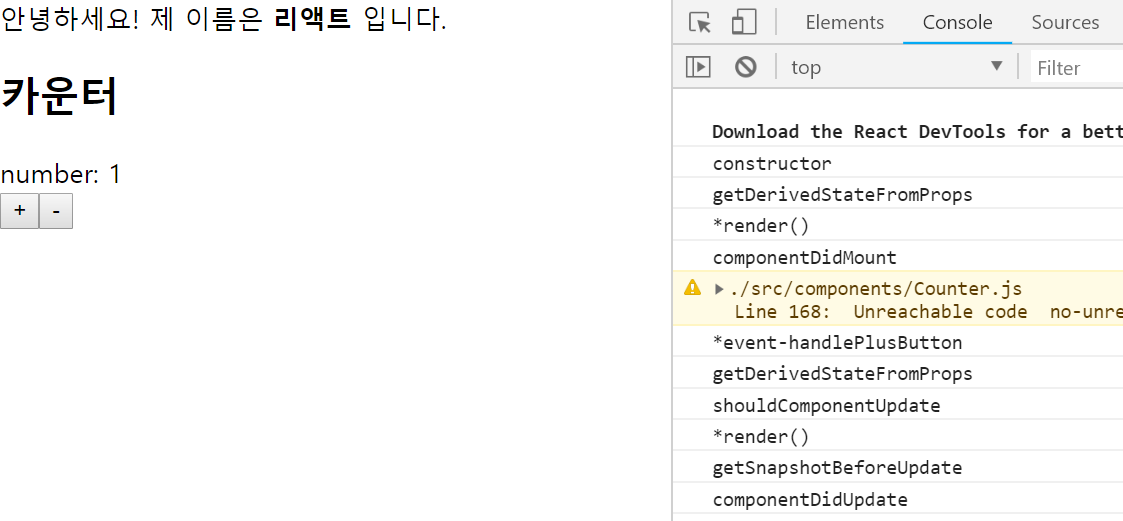 안녕하세요! 제 이름은 리액트 입니다.
카운터
number: 1
+ -
Elements Console Sources
top Filter
Download the React DevTools for a bett
constructor
getDerivedStateFromProps
*render()
componentDidMount
./src/components/Counter.js
Line 168: Unreachable code no-unre
*event-handlePlusButton
getDerivedStateFromProps
shouldComponentUpdate
*render()
getSnapshotBeforeUpdate
componentDidUpdate